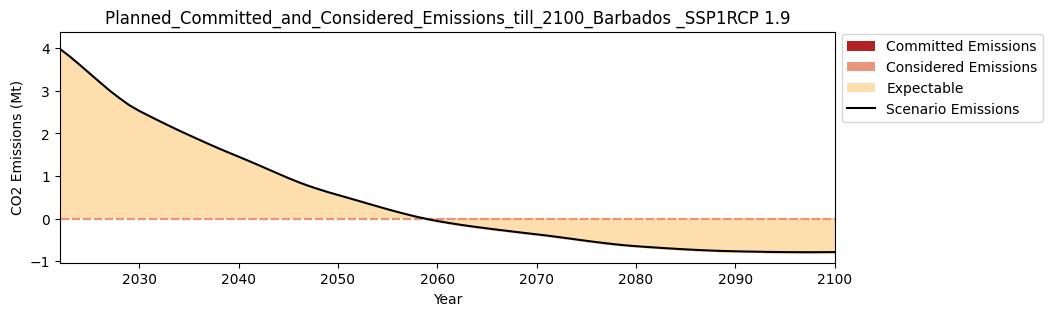 Planned_Committed_and_Considered_Emissions_till_2100_Barbados _SSP1RCP 1.9
Committed Emissions
Considered Emissions
Expectable
Scenario Emissions
CO2 Emissions (Mt)
4
3
2
1
0
−1
2030 2040 2050 2060 2070 2080 2090 2100
Year